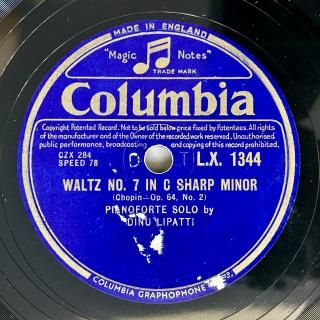 MADE IN ENGLAND
"Magic Notes"
TRADE MARK
Columbia
Copyright Patented Record. Not to be sold below price fixed by Patentees. All rights
of the manufacturer and of the Owner of the recorded work reserved. Unauthorised
public performance, broadcasting and copying of this record prohibited.
CZX 284 L.X. 1344
SPEED 78
WALTZ NO. 7 IN C SHARP MINOR
(Chopin—Op. 64, No. 2)
PIANOFORTE SOLO by
DINU LIPATTI
COLUMBIA GRAPHOPHONE